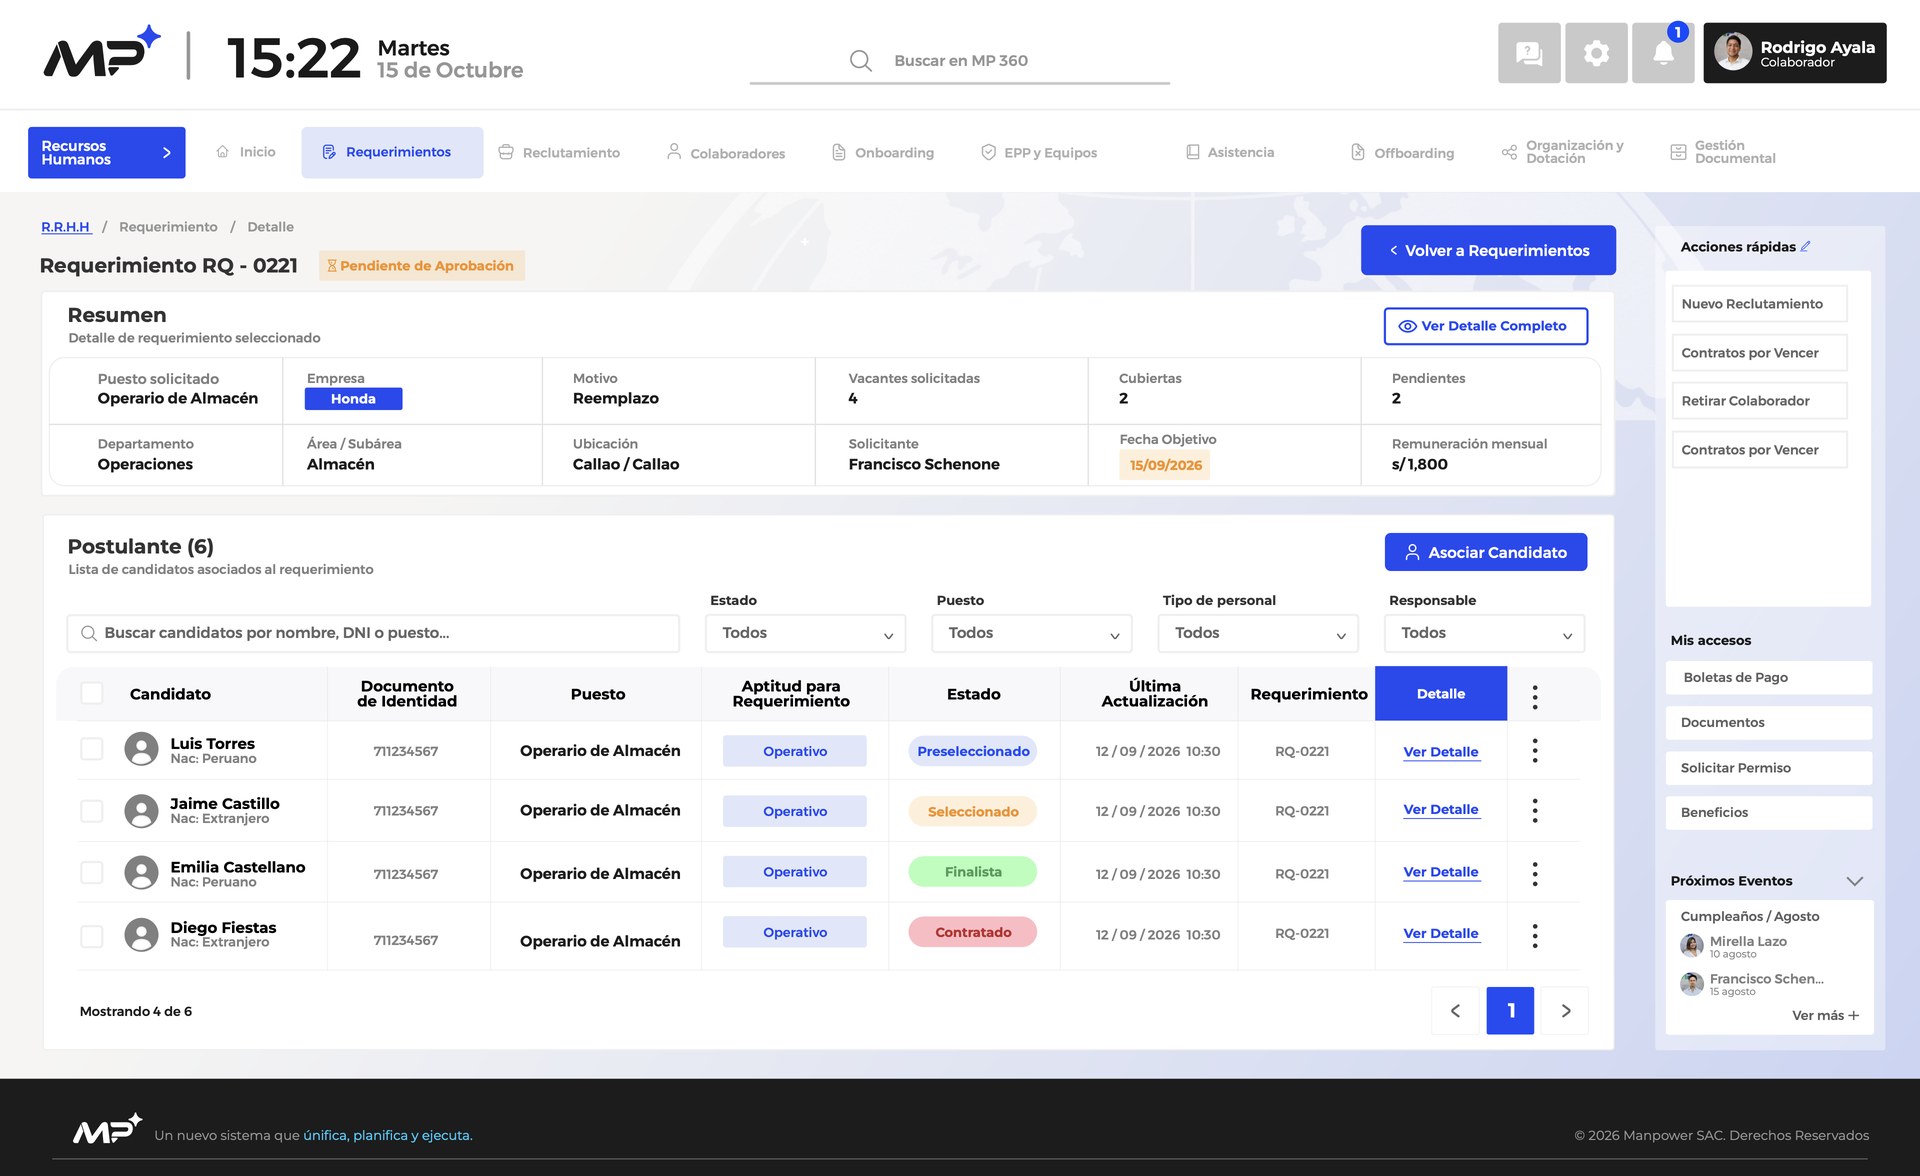 MP
15:22
Martes
15 de Octubre
Buscar en MP 360
1
Rodrigo Ayala
Colaborador
Recursos
Humanos
Inicio
Requerimientos
Reclutamiento
Colaboradores
Onboarding
EPP y Equipos
Asistencia
Offboarding
Organización y
Dotación
Gestión
Documental
R.R.H.H / Requerimiento / Detalle
Requerimiento RQ - 0221
Pendiente de Aprobación
< Volver a Requerimientos
Resumen
Detalle de requerimiento seleccionado
Ver Detalle Completo
Puesto solicitado
Operario de Almacén
Empresa
Honda
Motivo
Reemplazo
Vacantes solicitadas
4
Cubiertas
2
Pendientes
2
Departamento
Operaciones
Área / Subárea
Almacén
Ubicación
Callao / Callao
Solicitante
Francisco Schenone
Fecha Objetivo
15/09/2026
Remuneración mensual
s/ 1,800
Postulante (6)
Lista de candidatos asociados al requerimiento
Asociar Candidato
Buscar candidatos por nombre, DNI o puesto...
Estado
Todos
Puesto
Todos
Tipo de personal
Todos
Responsable
Todos
Candidato
Documento
de Identidad
Puesto
Aptitud para
Requerimiento
Estado
Última
Actualización
Requerimiento
Detalle
Luis Torres
Nac: Peruano
711234567
Operario de Almacén
Operativo
Preseleccionado
12 / 09 / 2026 10:30
RQ-0221
Ver Detalle
Jaime Castillo
Nac: Extranjero
711234567
Operario de Almacén
Operativo
Seleccionado
12 / 09 / 2026 10:30
RQ-0221
Ver Detalle
Emilia Castellano
Nac: Peruano
711234567
Operario de Almacén
Operativo
Finalista
12 / 09 / 2026 10:30
RQ-0221
Ver Detalle
Diego Fiestas
Nac: Extranjero
711234567
Operario de Almacén
Operativo
Contratado
12 / 09 / 2026 10:30
RQ-0221
Ver Detalle
Mostrando 4 de 6
< 1 >
Acciones rápidas
Nuevo Reclutamiento
Contratos por Vencer
Retirar Colaborador
Contratos por Vencer
Mis accesos
Boletas de Pago
Documentos
Solicitar Permiso
Beneficios
Próximos Eventos
Cumpleaños / Agosto
Mirella Lazo
10 agosto
Francisco Schen...
15 agosto
Ver más +
MP
Un nuevo sistema que únifica, planifica y ejecuta.
© 2026 Manpower SAC. Derechos Reservados